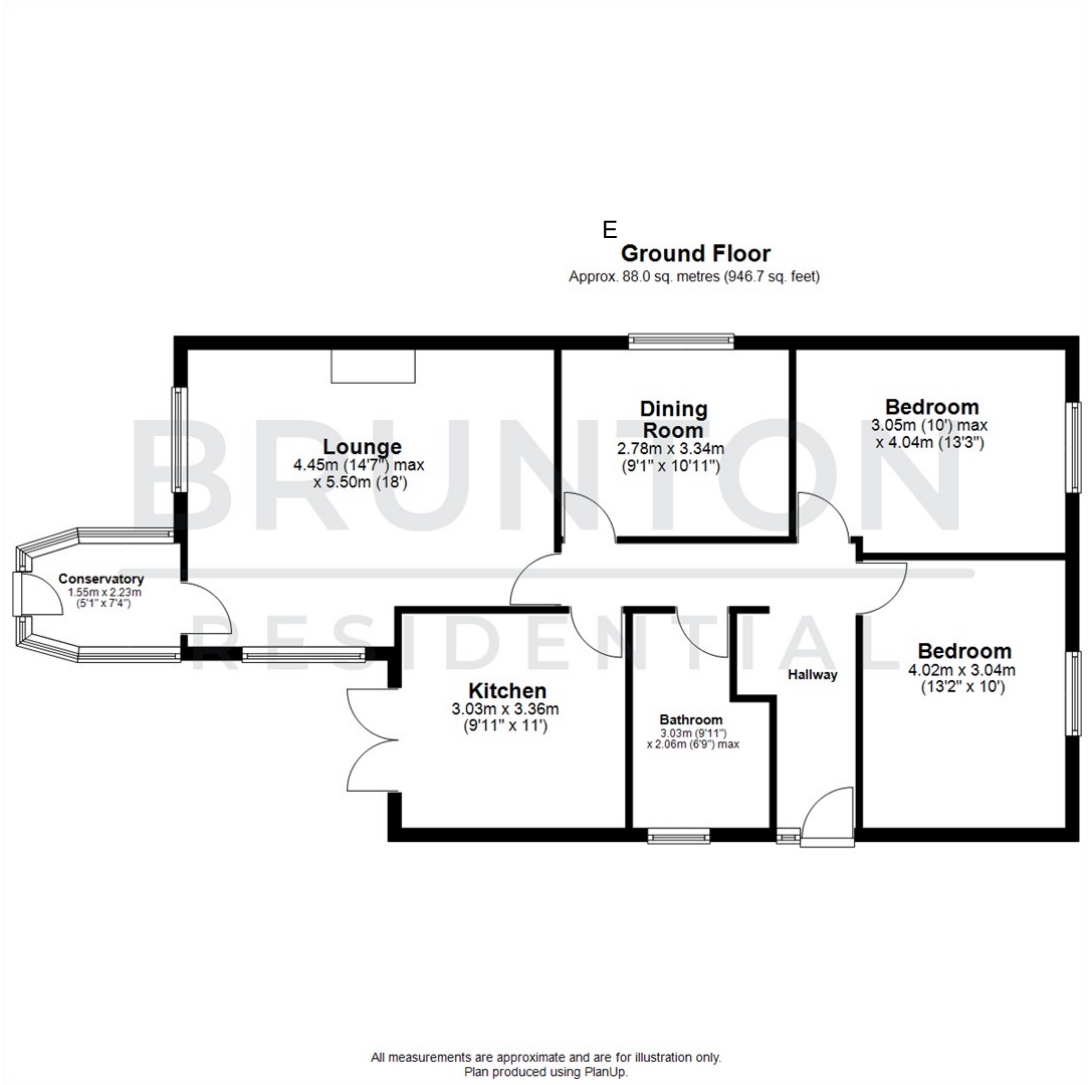 E
Ground Floor
Approx. 88.0 sq. metres (946.7 sq. feet)
BRUNTON
RESIDENTIAL
Lounge
4.45m (14'7") max
x 5.50m (18')
Dining
Room
2.78m x 3.34m
(9'1" x 10'11")
Bedroom
3.05m (10') max
x 4.04m (13'3")
Conservatory
1.55m x 2.23m
(5'1" x 7'4")
Kitchen
3.03m x 3.36m
(9'11" x 11')
Bathroom
3.03m (9'11")
x 2.06m (6'9") max
Hallway
Bedroom
4.02m x 3.04m
(13'2" x 10')
All measurements are approximate and are for illustration only.
Plan produced using PlanUp.